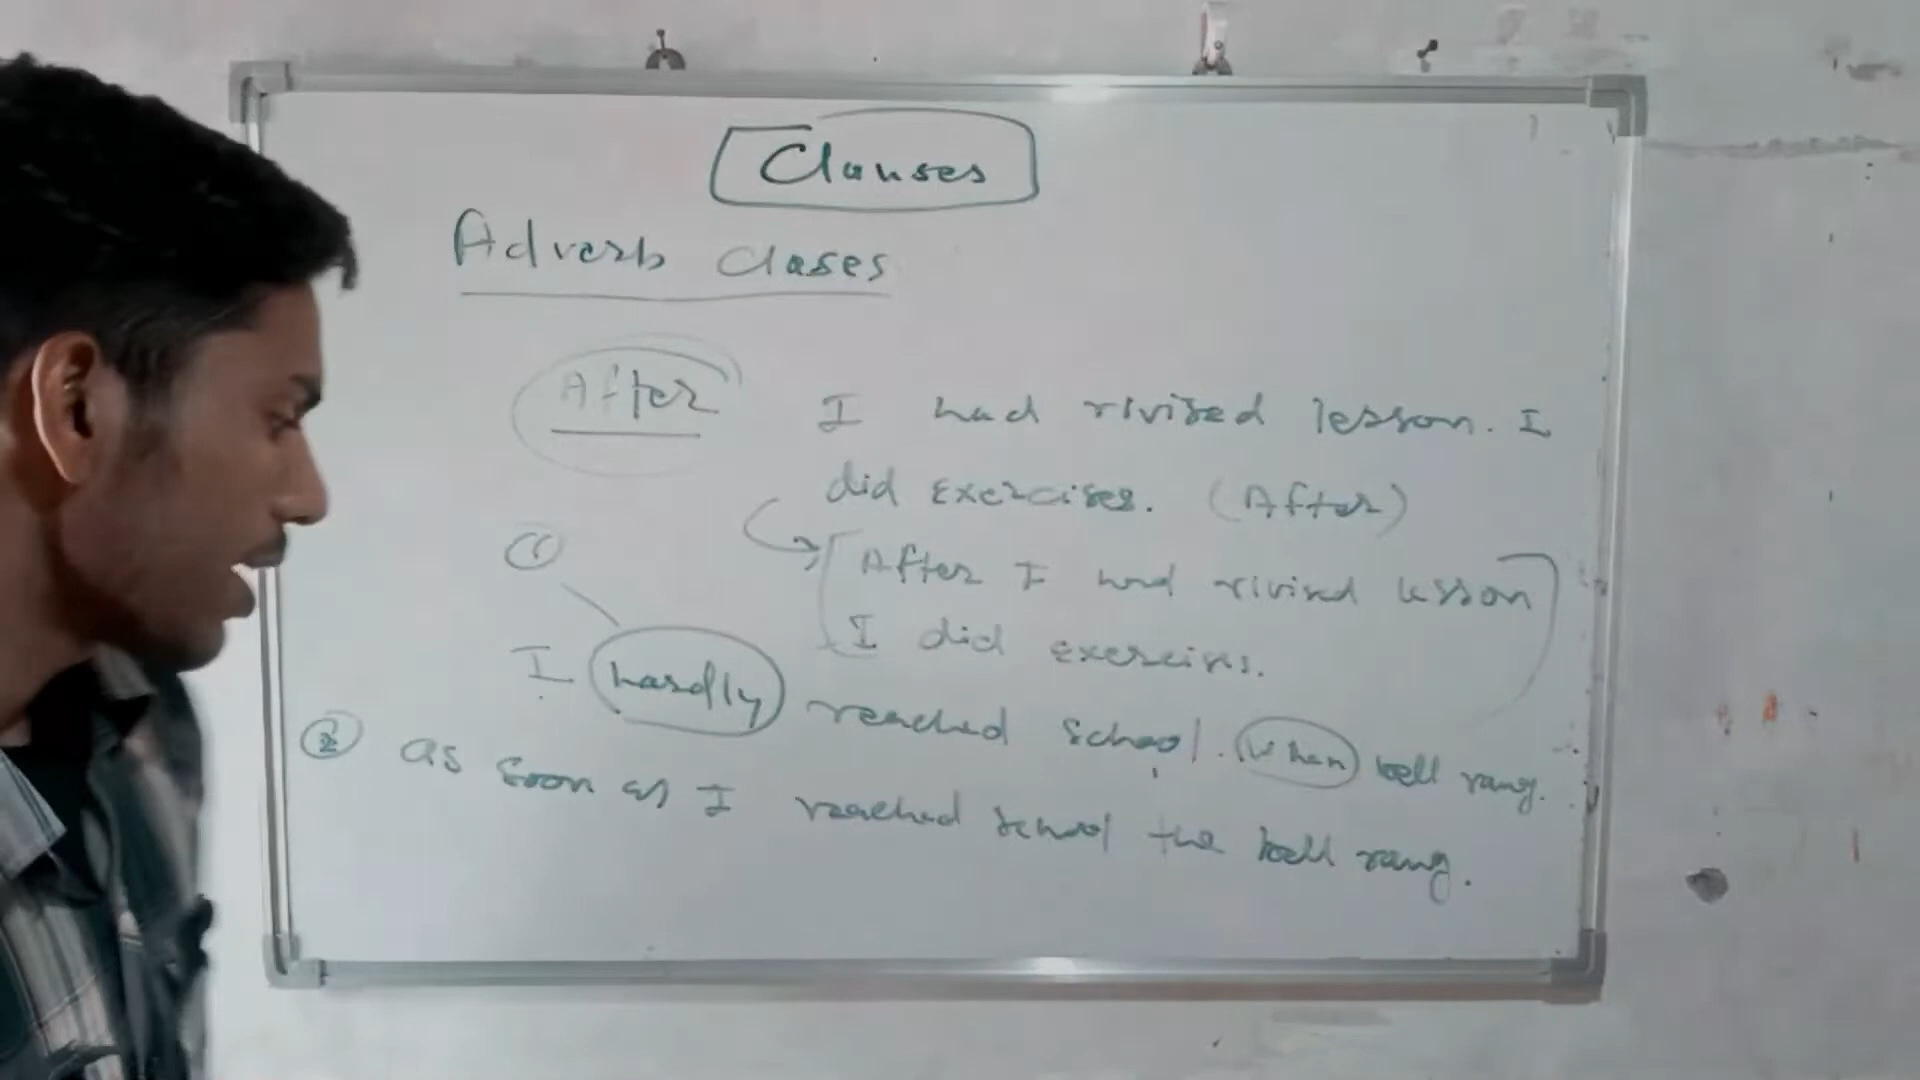 Clauses
Adverb Clases
After
I had rivised lesson. I
did exercises. (After)
After I had rivised lesson
I did exercises.
①
I hardly reached school. when bell rang.
② as soon as I reached school the bell rang.